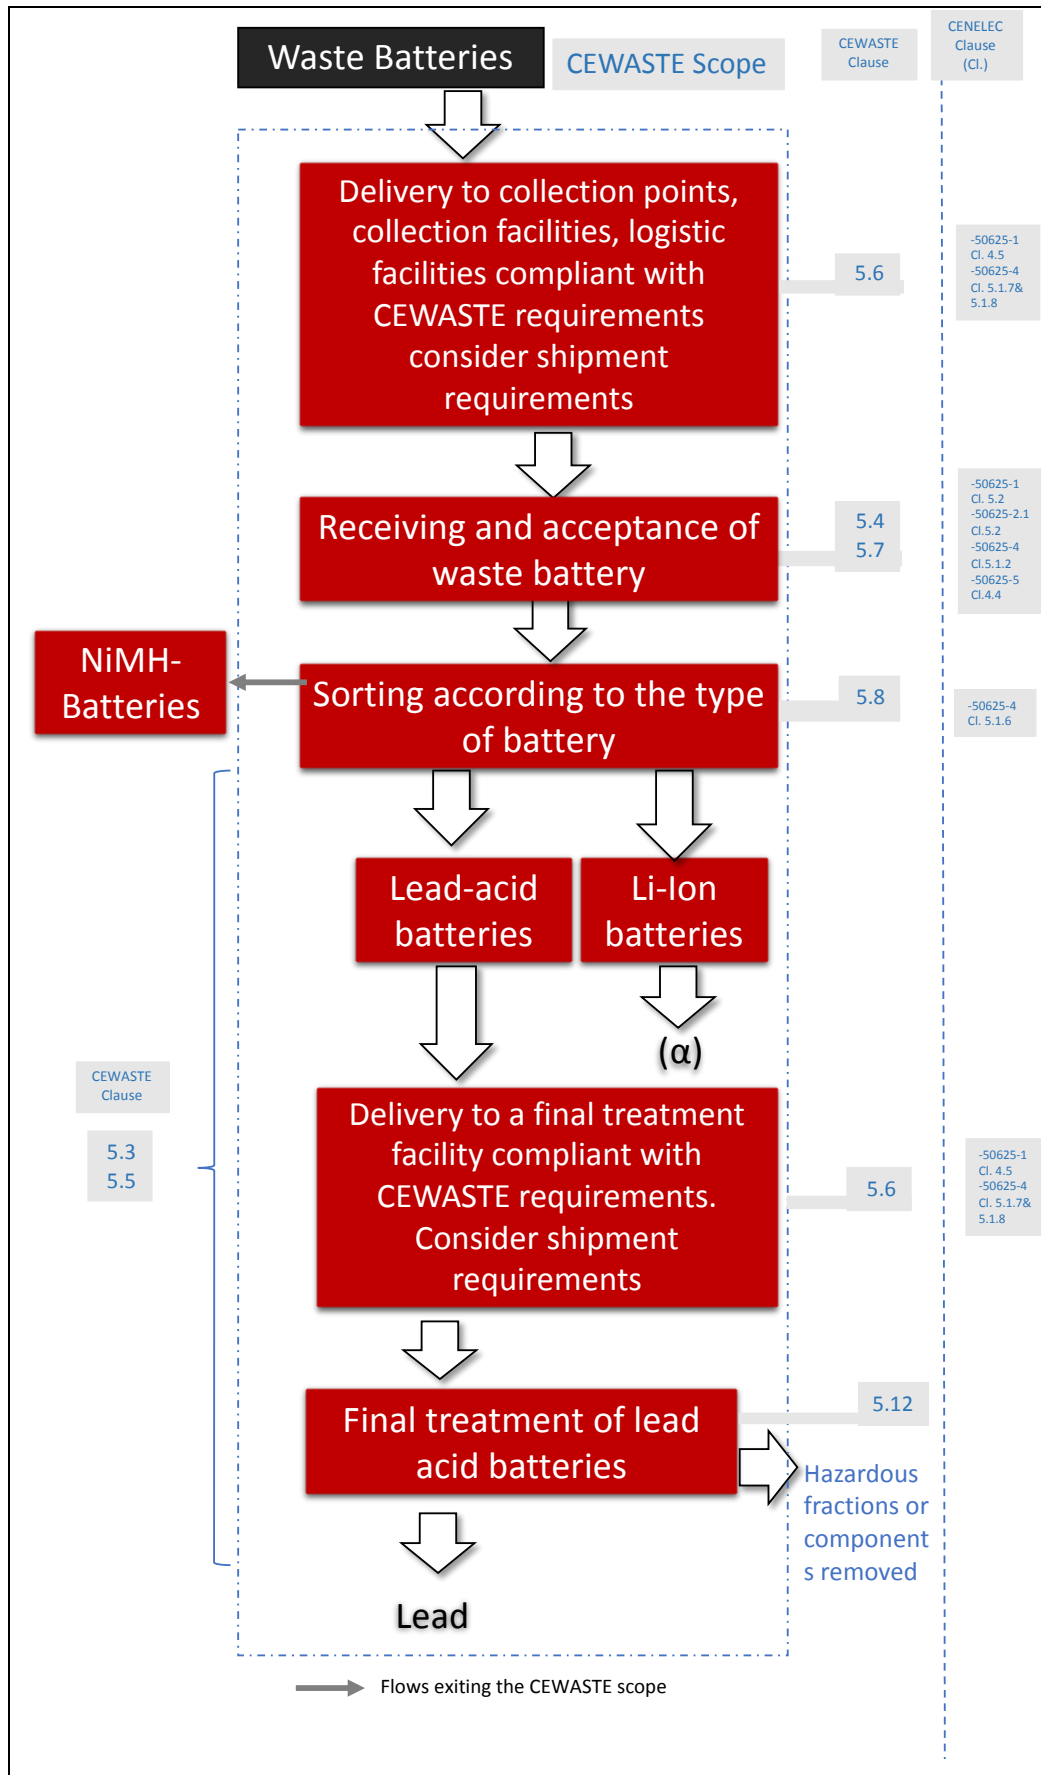 Waste Batteries
CEWASTE Scope
CEWASTE
Clause
CENELEC
Clause
(Cl.)
Delivery to collection points,
collection facilities, logistic
facilities compliant with
CEWASTE requirements
consider shipment
requirements
5.6
-50625-1
Cl. 4.5
-50625-4
Cl. 5.1.7&
5.1.8
Receiving and acceptance of
waste battery
5.4
5.7
-50625-1
Cl. 5.2
-50625-2.1
Cl.5.2
-50625-4
Cl.5.1.2
-50625-5
Cl.4.4
NiMH-
Batteries
Sorting according to the type
of battery
5.8
-50625-4
Cl. 5.1.6
Lead-acid
batteries
Li-Ion
batteries
(α)
CEWASTE
Clause
5.3
5.5
Delivery to a final treatment
facility compliant with
CEWASTE requirements.
Consider shipment
requirements
5.6
-50625-1
Cl. 4.5
-50625-4
Cl. 5.1.7&
5.1.8
Final treatment of lead
acid batteries
5.12
Hazardous
fractions or
component
s removed
Lead
Flows exiting the CEWASTE scope